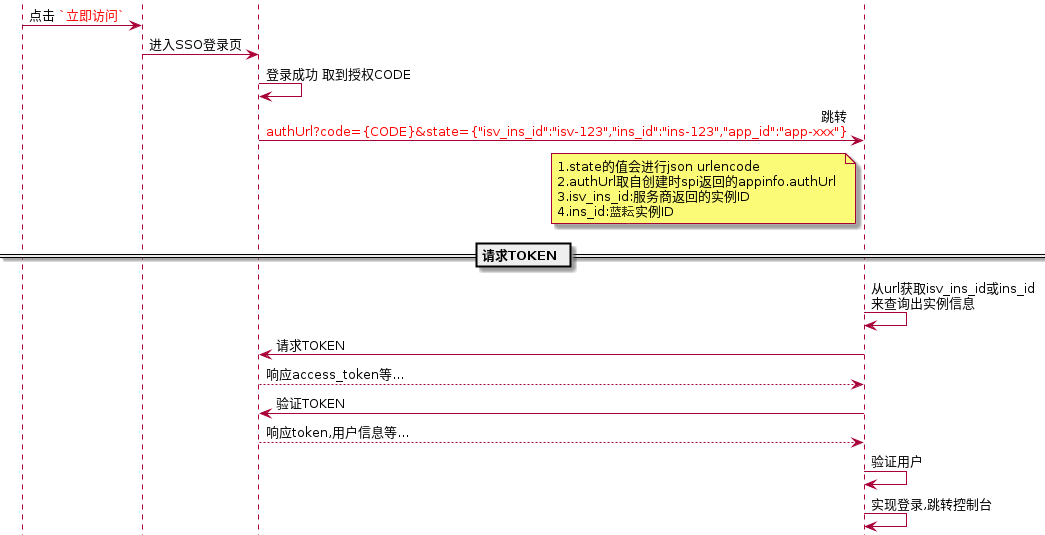 点击 `立即访问`
进入SSO登录页
登录成功 取到授权CODE
跳转
authUrl?code={CODE}&state={"isv_ins_id":"isv-123","ins_id":"ins-123","app_id":"app-xxx"}
1.state的值会进行json urlencode
2.authUrl取自创建时spi返回的appinfo.authUrl
3.isv_ins_id:服务商返回的实例ID
4.ins_id:蓝耘实例ID
请求TOKEN
从url获取isv_ins_id或ins_id
来查询出实例信息
请求TOKEN
响应access_token等...
验证TOKEN
响应token,用户信息等...
验证用户
实现登录,跳转控制台